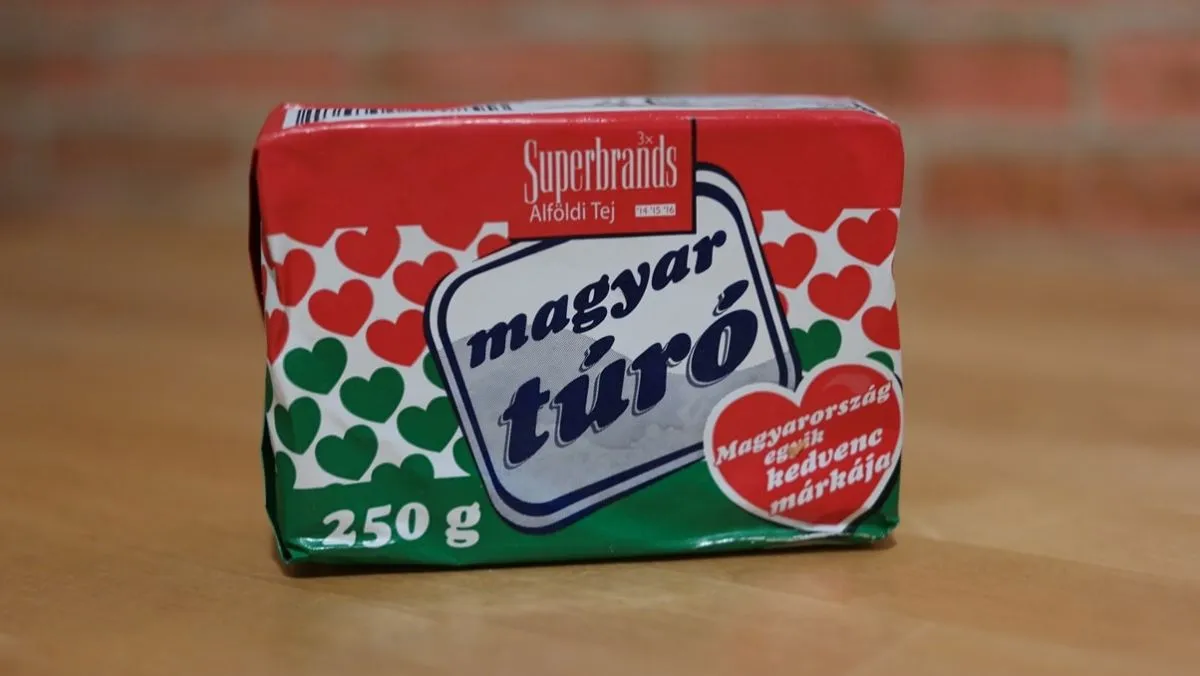 3x
Superbrands
Alföldi Tej '14 '15 '16
magyar
túró
Magyarország
egyik
kedvenc
márkája
250 g